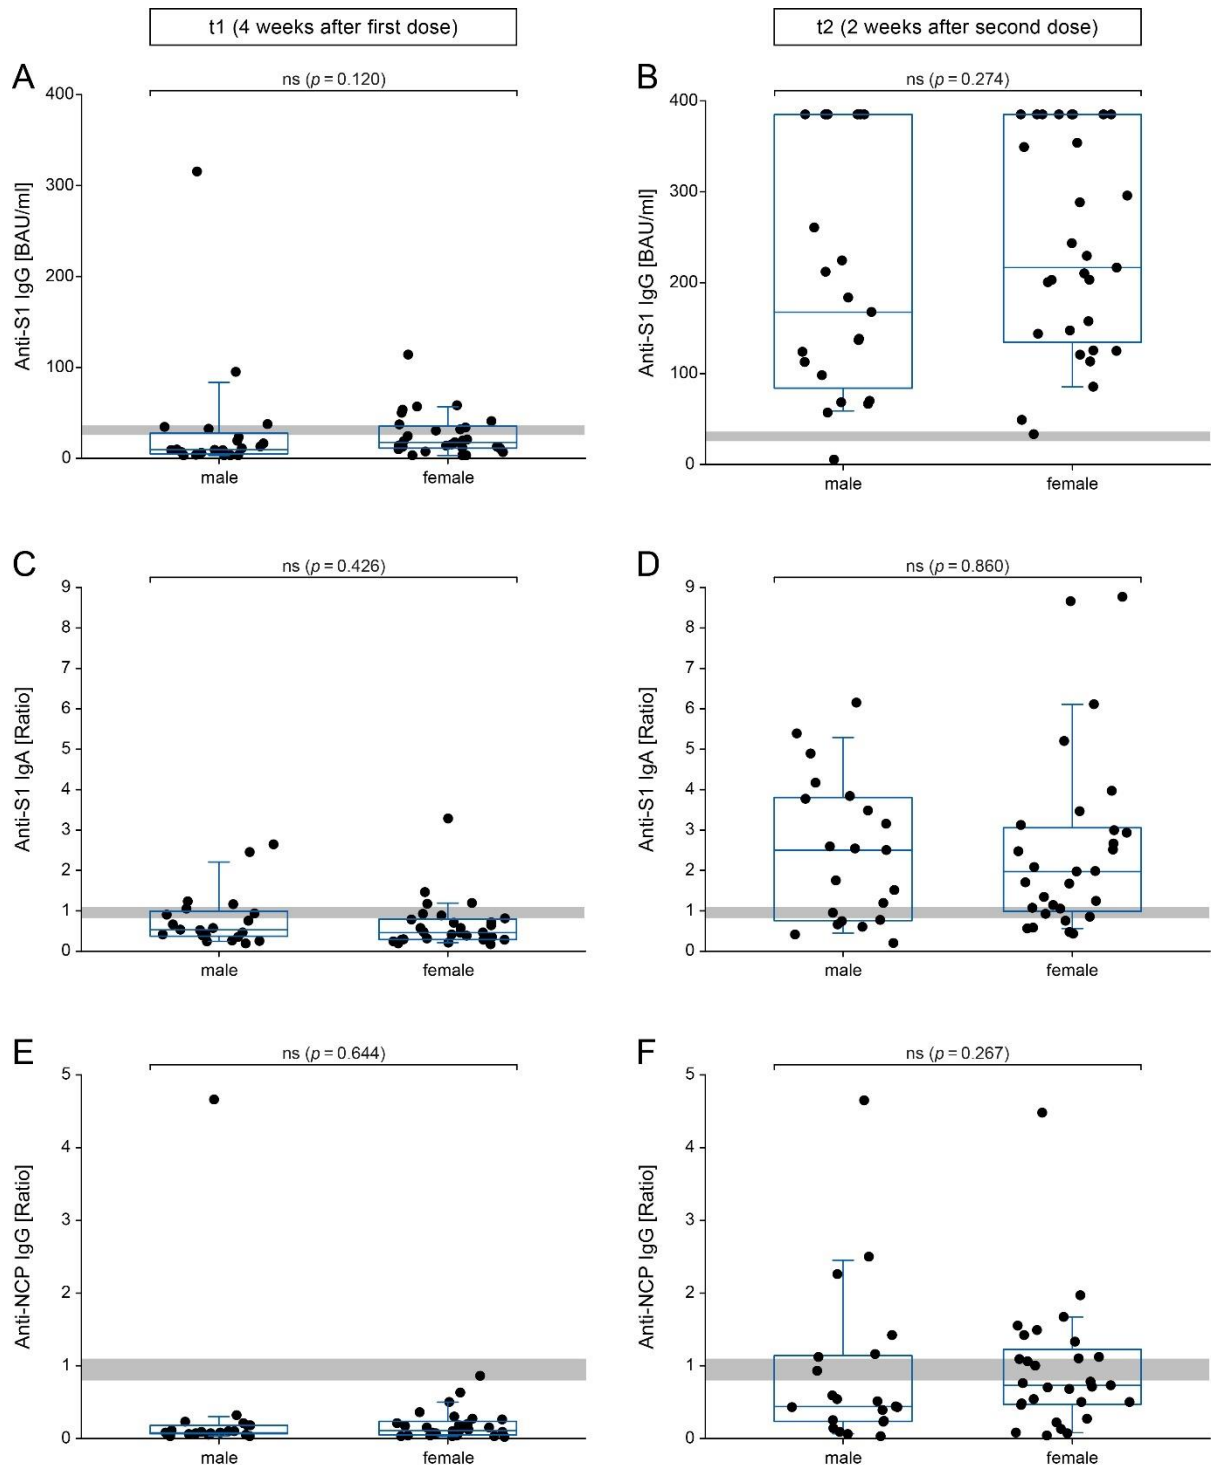 t1 (4 weeks after first dose)
t2 (2 weeks after second dose)
A
ns (p = 0.120)
Anti-S1 IgG [BAU/ml]
400
300
200
100
0
male
female
B
ns (p = 0.274)
Anti-S1 IgG [BAU/ml]
400
300
200
100
0
male
female
C
ns (p = 0.426)
Anti-S1 IgA [Ratio]
9
8
7
6
5
4
3
2
1
0
male
female
D
ns (p = 0.860)
Anti-S1 IgA [Ratio]
9
8
7
6
5
4
3
2
1
0
male
female
E
ns (p = 0.644)
Anti-NCP IgG [Ratio]
5
4
3
2
1
0
male
female
F
ns (p = 0.267)
Anti-NCP IgG [Ratio]
5
4
3
2
1
0
male
female